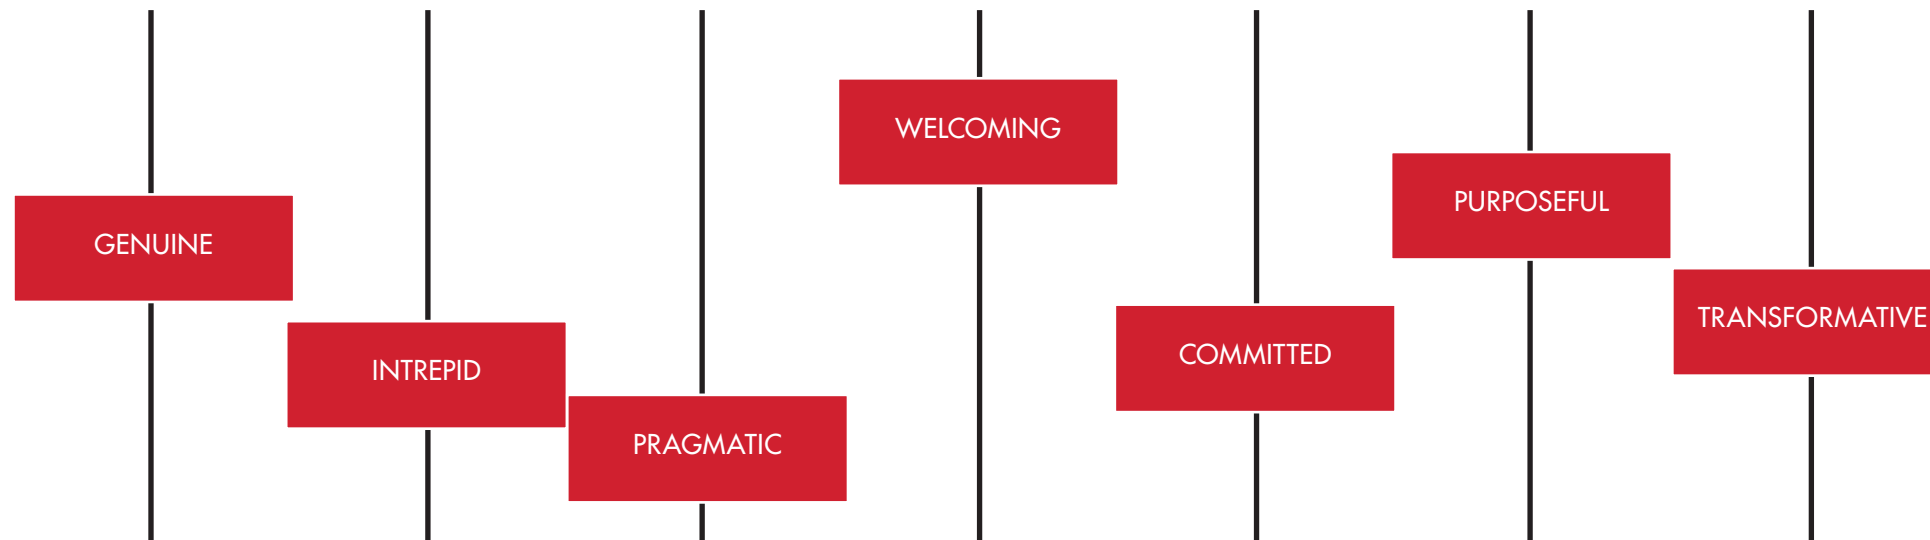 GENUINE
INTREPID
PRAGMATIC
WELCOMING
COMMITTED
PURPOSEFUL
TRANSFORMATIVE